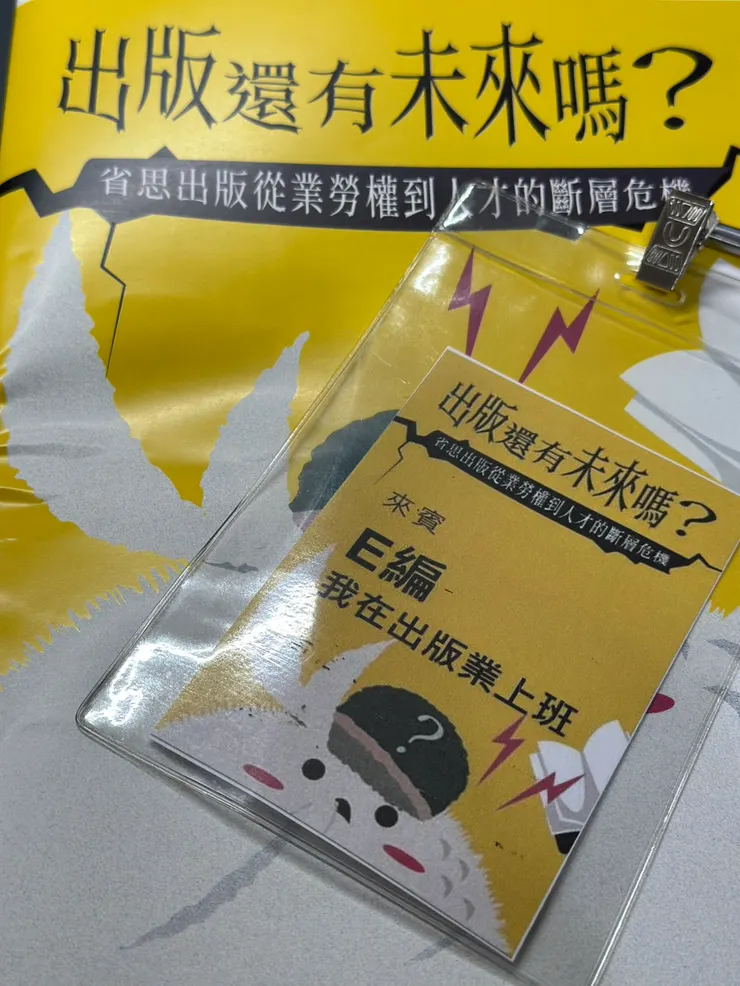 出版還有未來嗎？
省思出版從業勞權到人才的斷層危機
出版還有未來嗎？
省思出版從業勞權到人才的斷層危機
來賓
E編
我在出版業上班
?